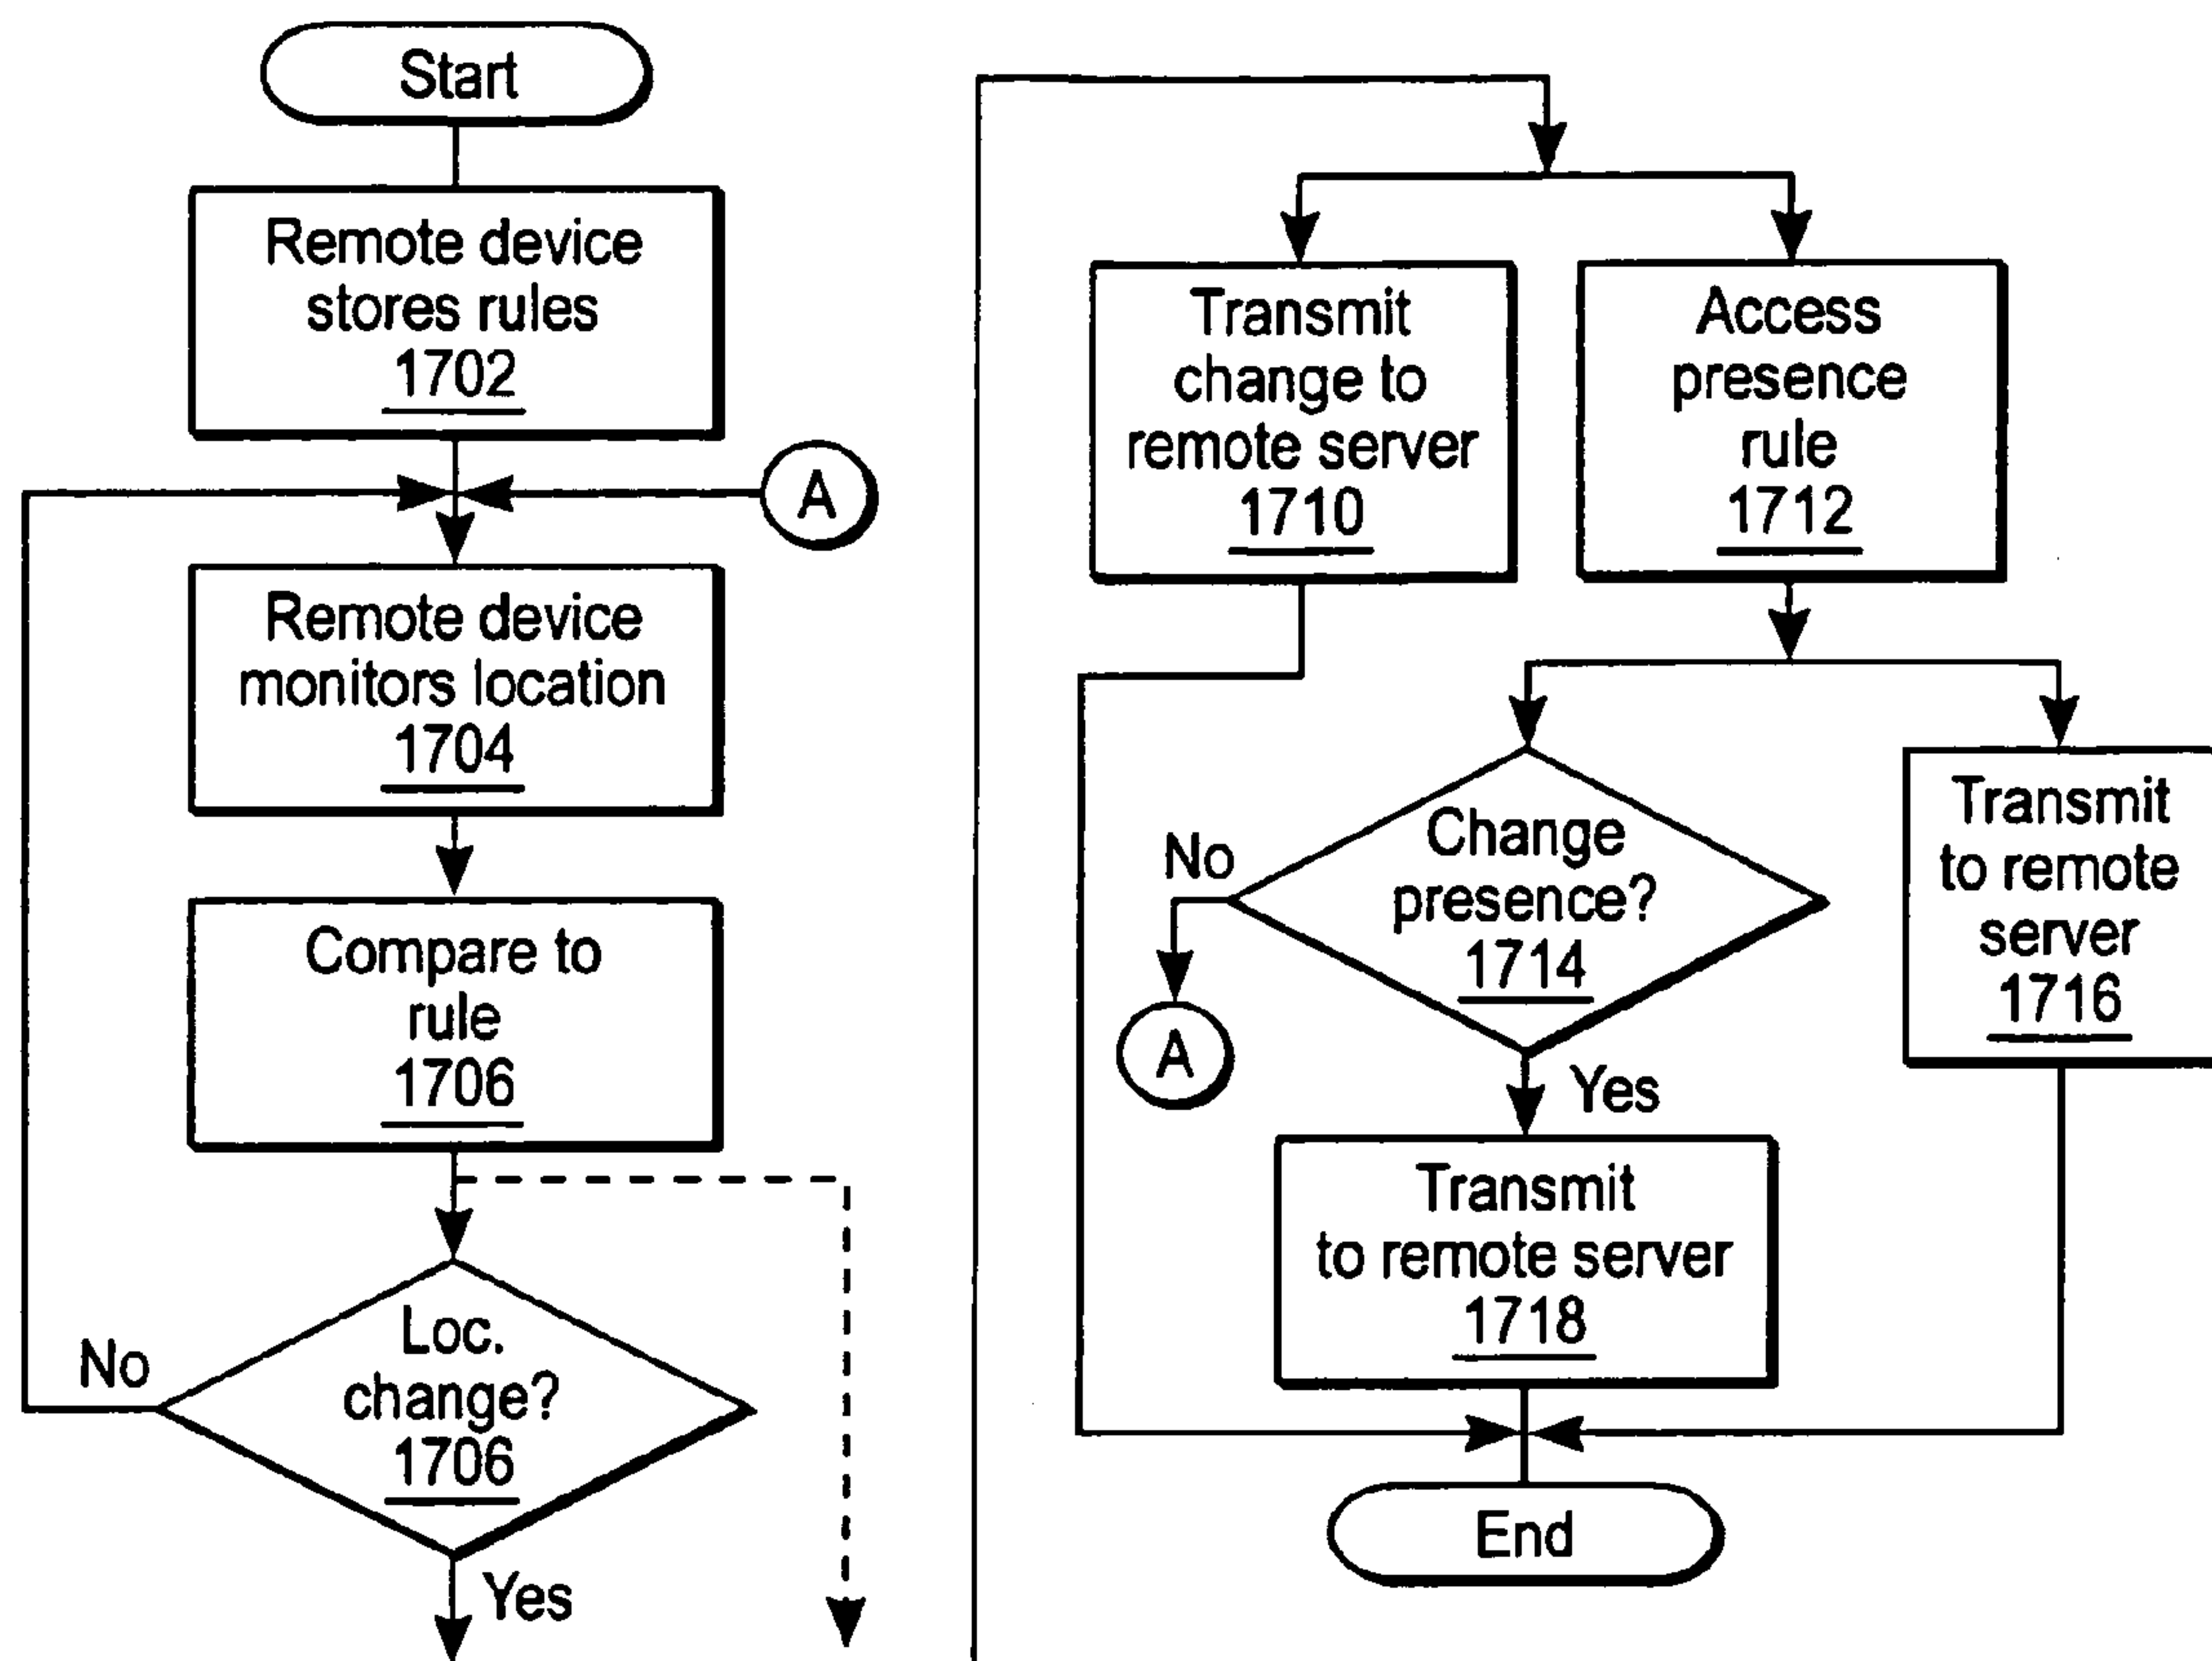 Start
Remote device
stores rules
1702
A
Remote device
monitors location
1704
Compare to
rule
1706
Loc.
change?
1706
No
Yes
Transmit
change to
remote server
1710
Access
presence
rule
1712
Change
presence?
1714
No
A
Yes
Transmit
to remote
server
1716
Transmit
to remote server
1718
End